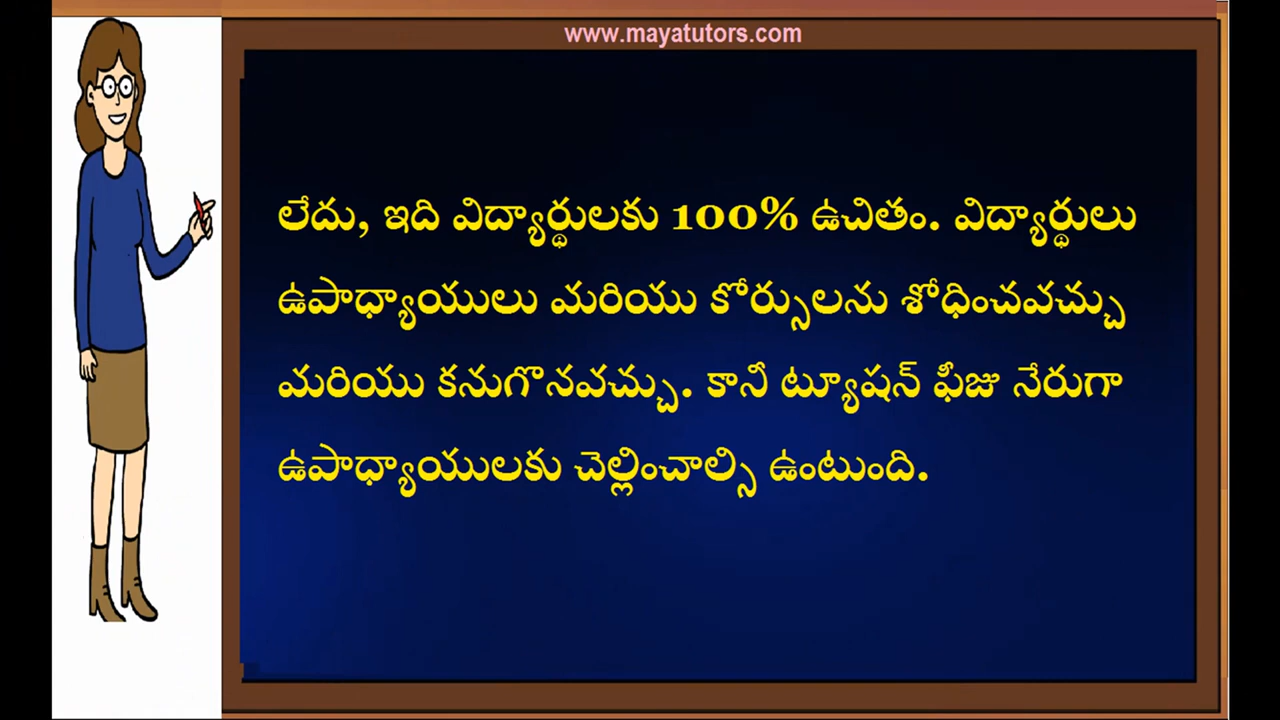 www.mayatutors.com
లేదు, ఇది విద్యార్థులకు 100% ఉచితం. విద్యార్థులు
ఉపాధ్యాయులు మరియు కోర్సులను శోధించవచ్చు
మరియు కనుగొనవచ్చు. కానీ ట్యూషన్ ఫీజు నేరుగా
ఉపాధ్యాయులకు చెల్లించాల్సి ఉంటుంది.